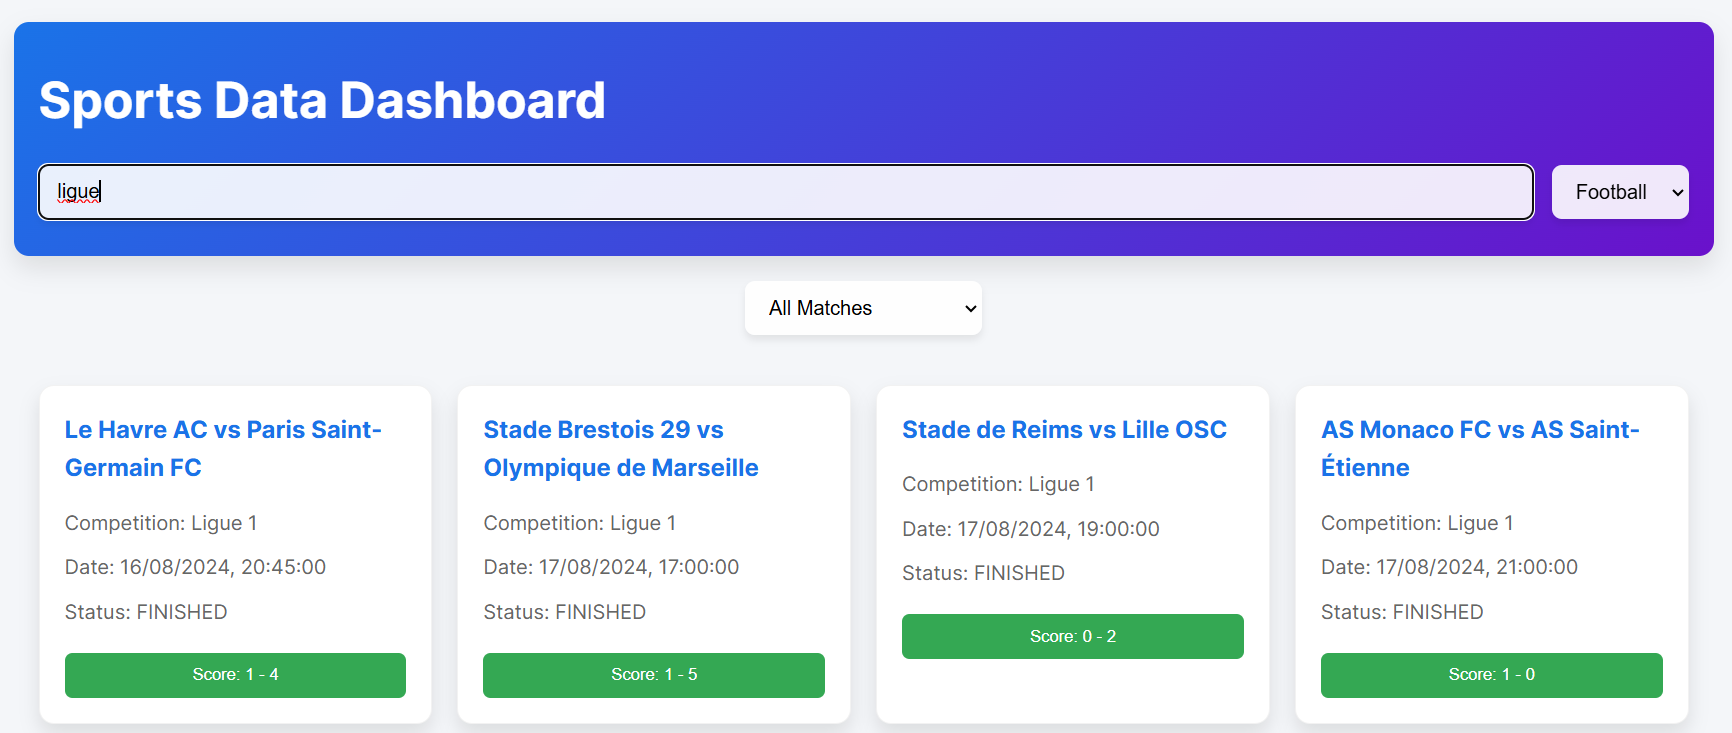 Sports Data Dashboard
ligue
Football
All Matches
Le Havre AC vs Paris Saint-
Germain FC
Competition: Ligue 1
Date: 16/08/2024, 20:45:00
Status: FINISHED
Score: 1 - 4
Stade Brestois 29 vs
Olympique de Marseille
Competition: Ligue 1
Date: 17/08/2024, 17:00:00
Status: FINISHED
Score: 1 - 5
Stade de Reims vs Lille OSC
Competition: Ligue 1
Date: 17/08/2024, 19:00:00
Status: FINISHED
Score: 0 - 2
AS Monaco FC vs AS Saint-
Étienne
Competition: Ligue 1
Date: 17/08/2024, 21:00:00
Status: FINISHED
Score: 1 - 0